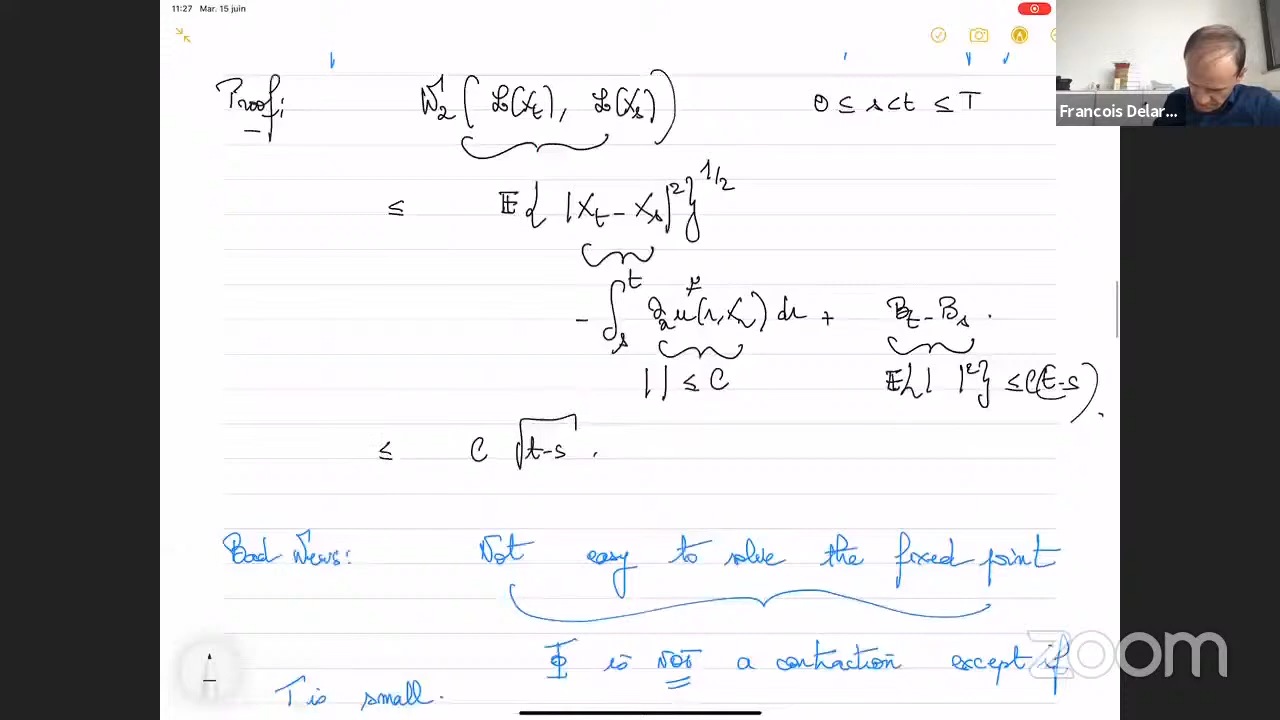 11:27 Mar. 15 juin
Proof: W₂( ℒ(X_t), ℒ(X_s) ) 0 ≤ s < t ≤ T
≤ 𝔼{ |X_t − X_s|² }^{1/2}
− ∫_s^t ∂_x u^μ(r, X_r) dr + B_t − B_s .
| | ≤ C 𝔼{ | |² } ≤ C(t−s) .
≤ C √(t−s) .
Bad News: Not easy to solve the fixed point
Φ is NOT a contraction except if
T is small.
Francois Delar...
zoom